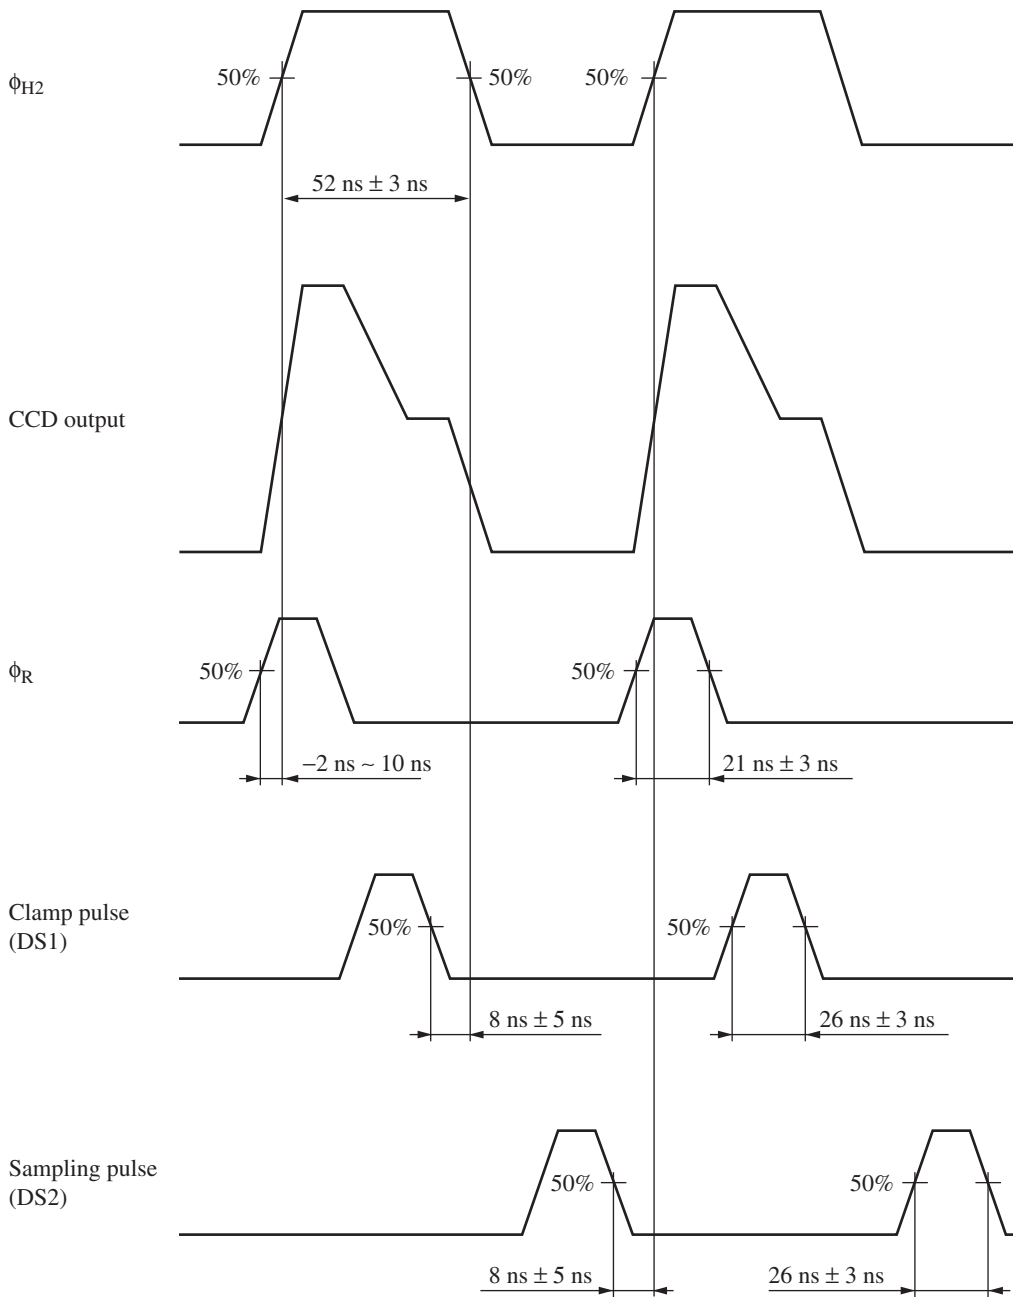 50%
50%
50%
ϕH2
52 ns ± 3 ns
CCD output
50%
50%
ϕR
−2 ns ~ 10 ns
21 ns ± 3 ns
Clamp pulse
(DS1)
50%
50%
8 ns ± 5 ns
26 ns ± 3 ns
Sampling pulse
(DS2)
50%
50%
8 ns ± 5 ns
26 ns ± 3 ns